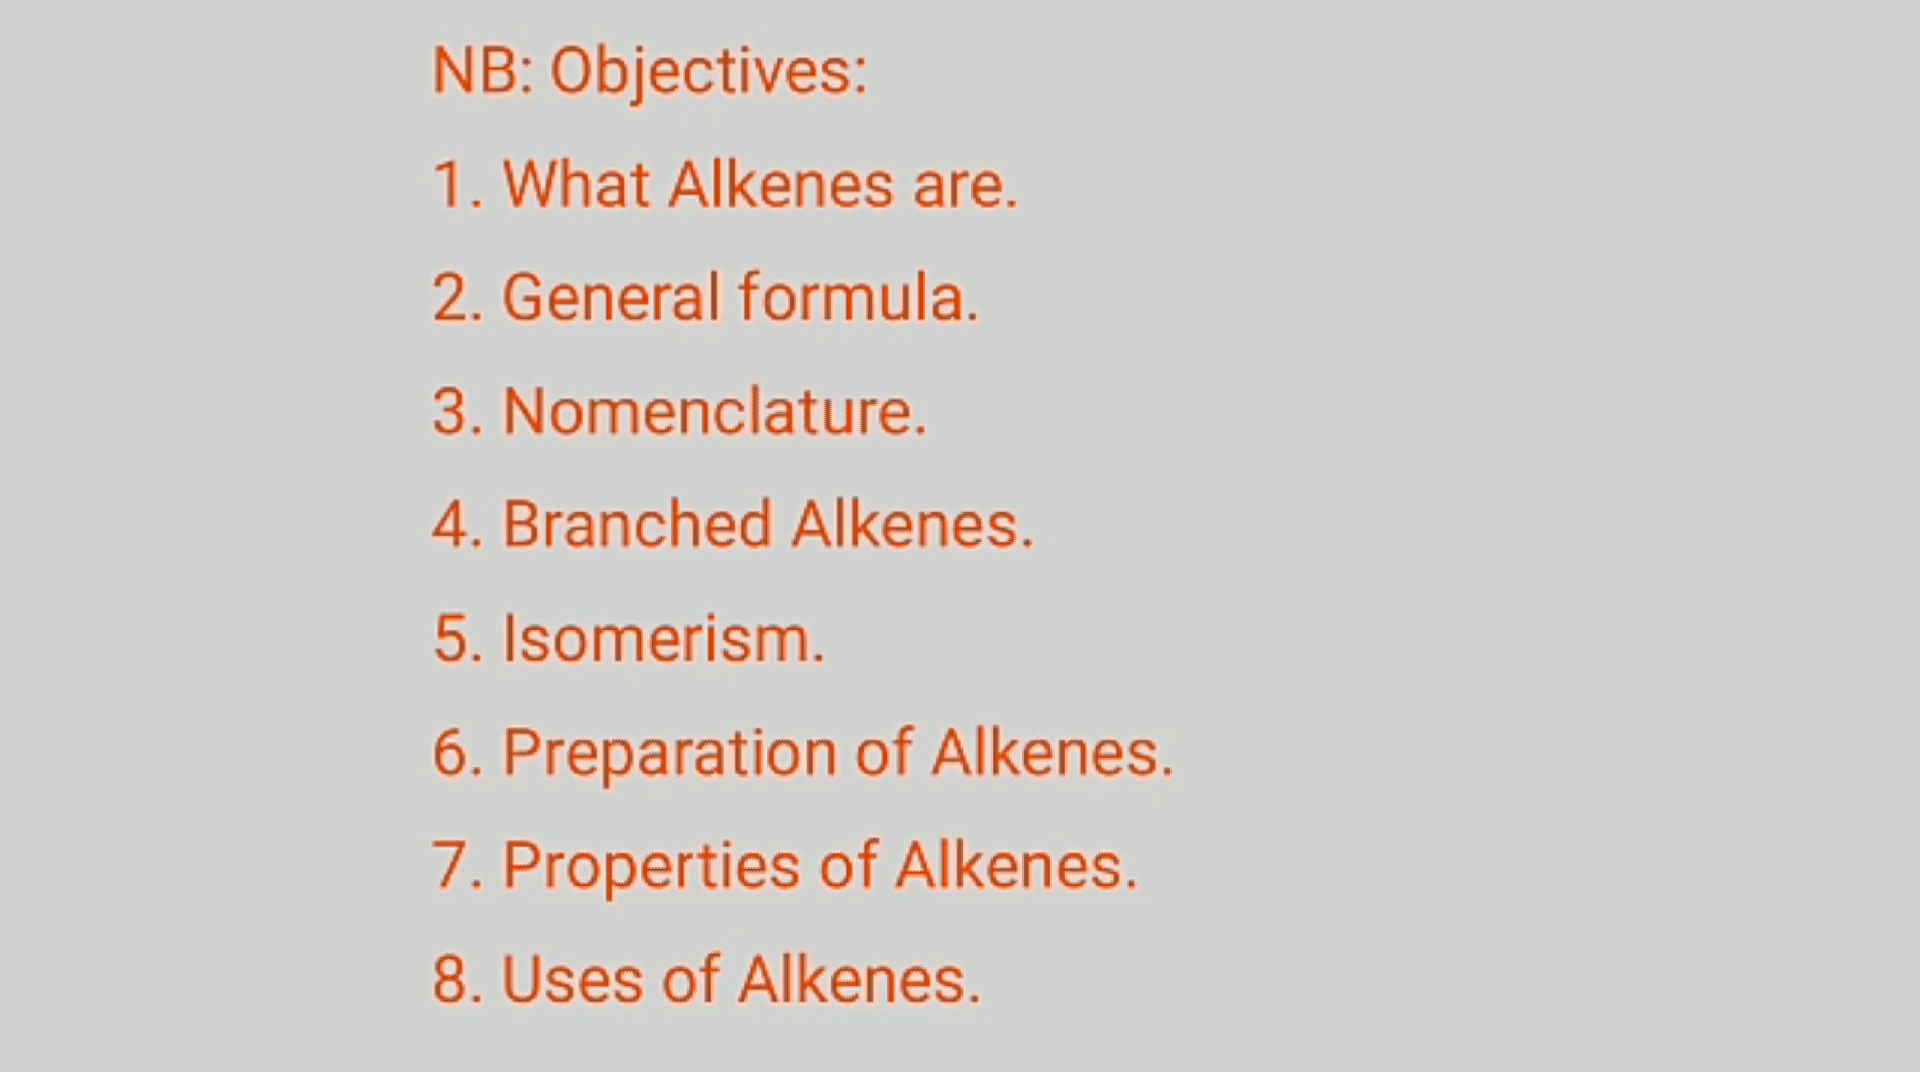 NB: Objectives:
1. What Alkenes are.
2. General formula.
3. Nomenclature.
4. Branched Alkenes.
5. Isomerism.
6. Preparation of Alkenes.
7. Properties of Alkenes.
8. Uses of Alkenes.